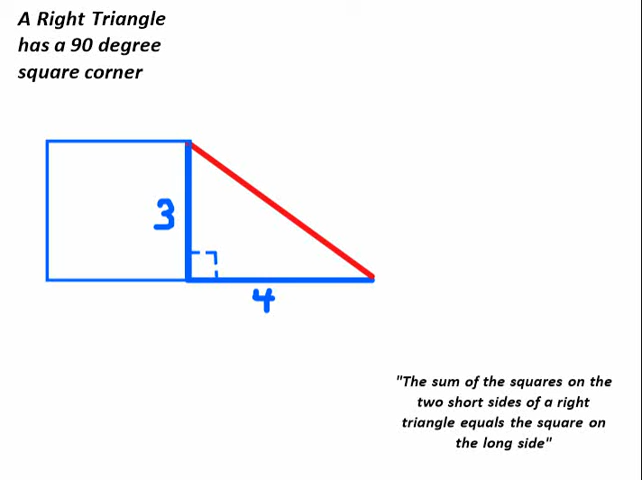 A Right Triangle
has a 90 degree
square corner
3
4
"The sum of the squares on the
two short sides of a right
triangle equals the square on
the long side"